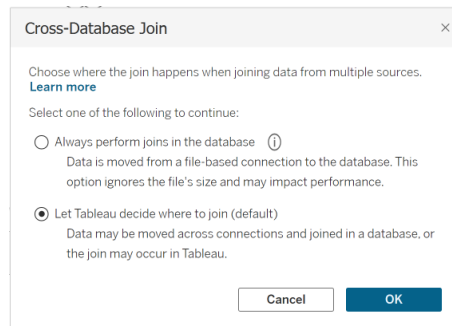 Cross-Database Join
Choose where the join happens when joining data from multiple sources.
Learn more
Select one of the following to continue:
Always perform joins in the database
Data is moved from a file-based connection to the database. This
option ignores the file's size and may impact performance.
Let Tableau decide where to join (default)
Data may be moved across connections and joined in a database, or
the join may occur in Tableau.
Cancel OK